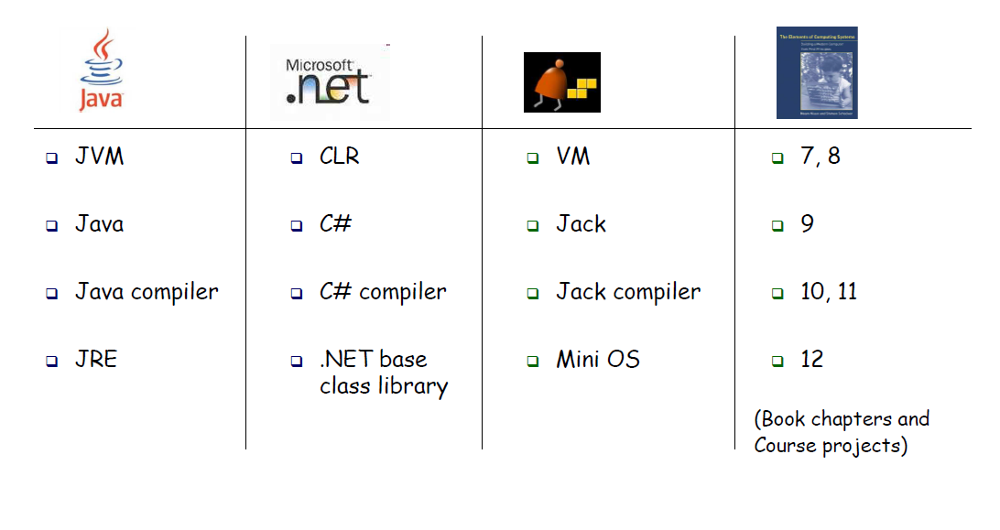 Java
Microsoft
.net
The Elements of Computing Systems
JVM
CLR
VM
7, 8
Java
C#
Jack
9
Java compiler
C# compiler
Jack compiler
10, 11
JRE
.NET base
class library
Mini OS
12
(Book chapters and
Course projects)